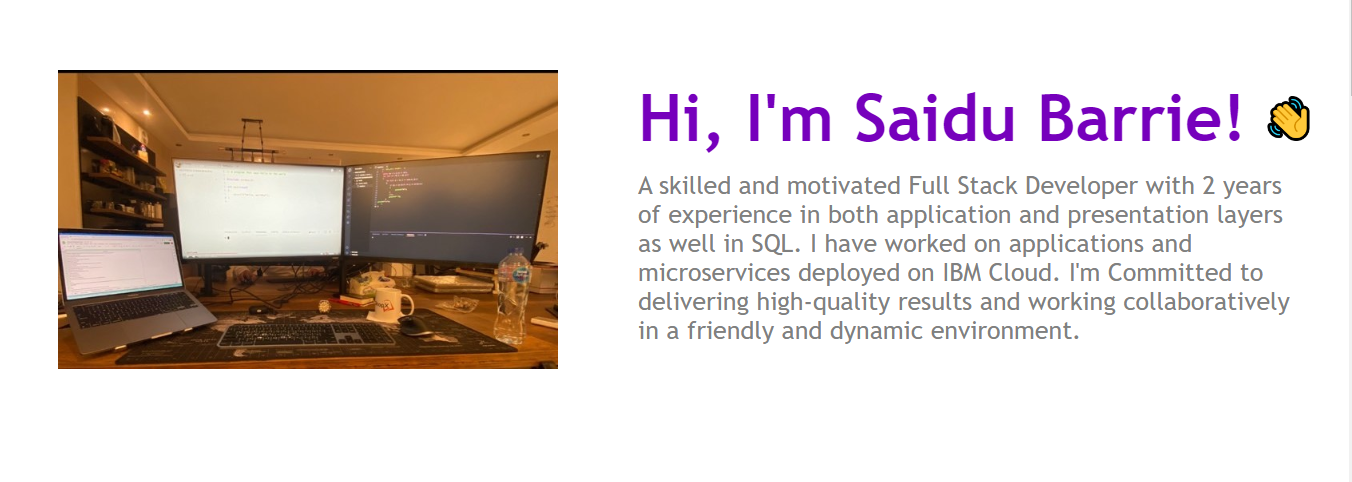 Hi, I'm Saidu Barrie! 👋
A skilled and motivated Full Stack Developer with 2 years
of experience in both application and presentation layers
as well in SQL. I have worked on applications and
microservices deployed on IBM Cloud. I'm Committed to
delivering high-quality results and working collaboratively
in a friendly and dynamic environment.